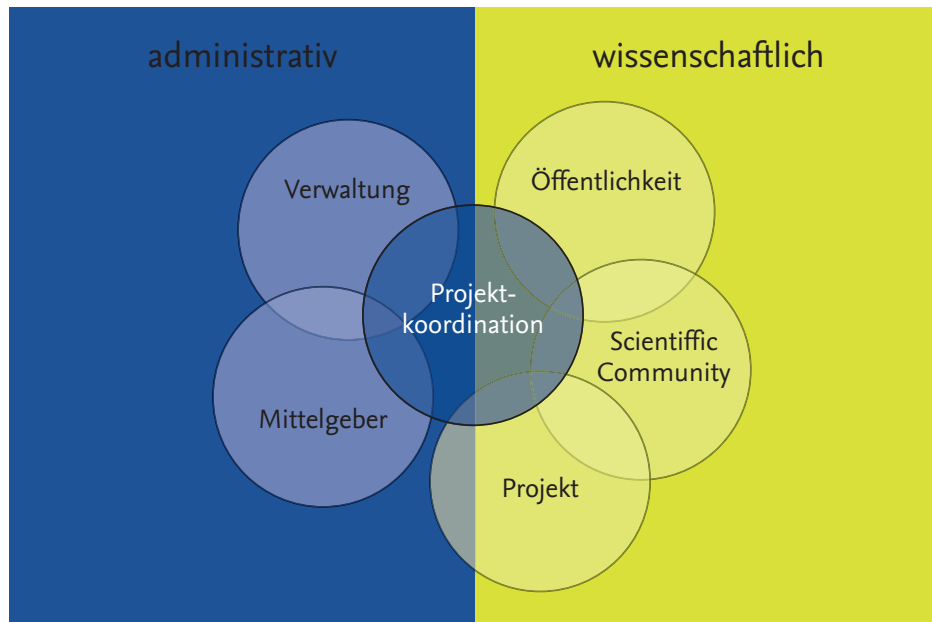 administrativ
wissenschaftlich
Verwaltung
Öffentlichkeit
Projekt-
koordination
Scientiffic
Community
Mittelgeber
Projekt